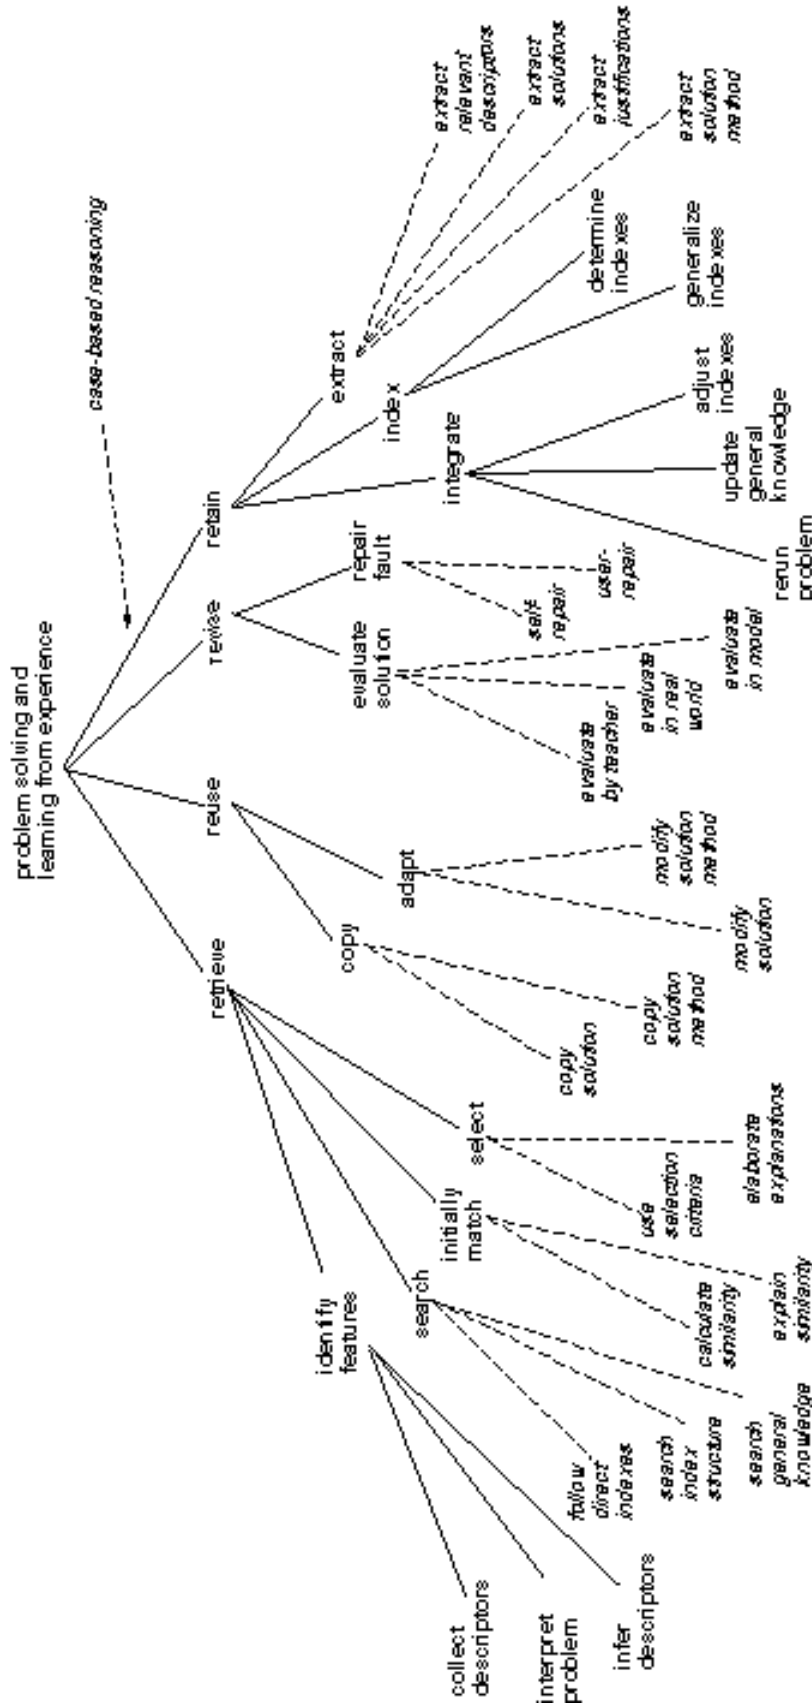 problem solving and
learning from experience
case-based reasoning
retrieve
reuse
revise
retain
identify
features
search
initially
match
select
copy
adapt
evaluate
solution
repair
fault
integrate
index
extract
collect
descriptors
interpret
problem
infer
descriptors
follow
direct
indexes
search
index
structure
search
general
knowledge
calculate
similarity
explain
similarity
use
selection
criteria
elaborate
explanations
copy
solution
copy
solution
method
modify
solution
modify
solution
method
evaluate
by teacher
evaluate
in real
world
evaluate
in model
self-
repair
user-
repair
rerun
problem
update
general
knowledge
adjust
indexes
generalize
indexes
determine
indexes
extract
relevant
descriptors
extract
solutions
extract
justifications
extract
solution
method